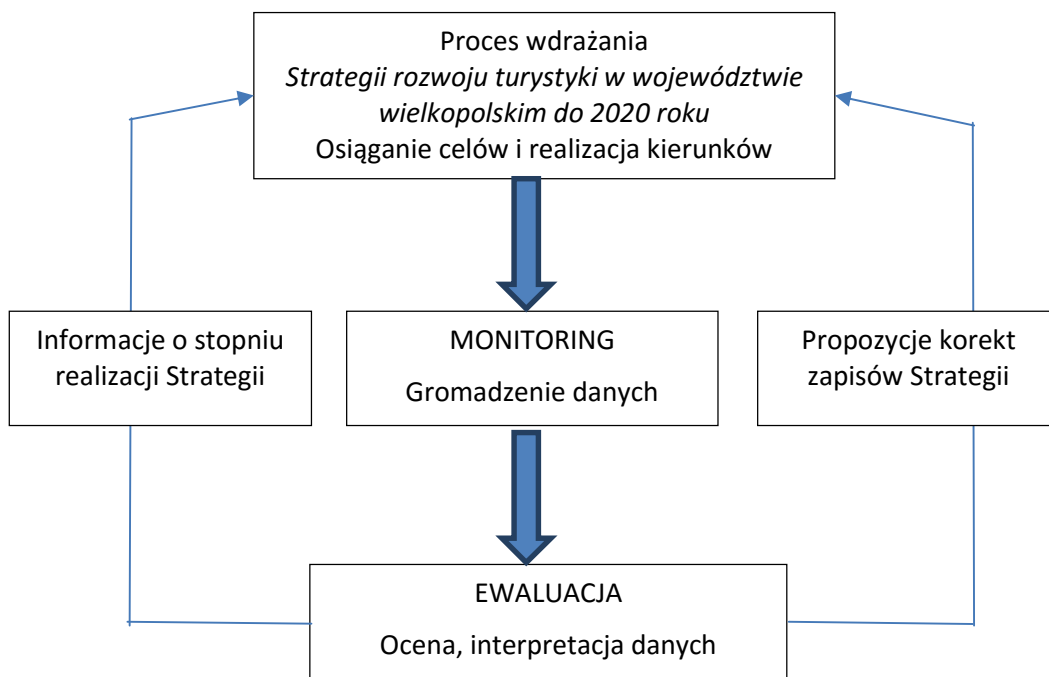 Proces wdrażania
Strategii rozwoju turystyki w województwie
wielkopolskim do 2020 roku
Osiąganie celów i realizacja kierunków
Informacje o stopniu
realizacji Strategii
MONITORING
Gromadzenie danych
Propozycje korekt
zapisów Strategii
EWALUACJA
Ocena, interpretacja danych